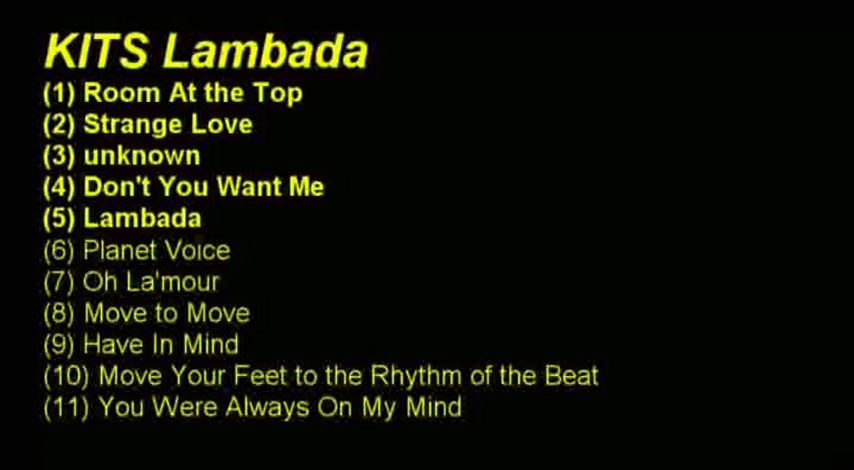 KITS Lambada
(1) Room At the Top
(2) Strange Love
(3) unknown
(4) Don't You Want Me
(5) Lambada
(6) Planet Voice
(7) Oh La'mour
(8) Move to Move
(9) Have In Mind
(10) Move Your Feet to the Rhythm of the Beat
(11) You Were Always On My Mind